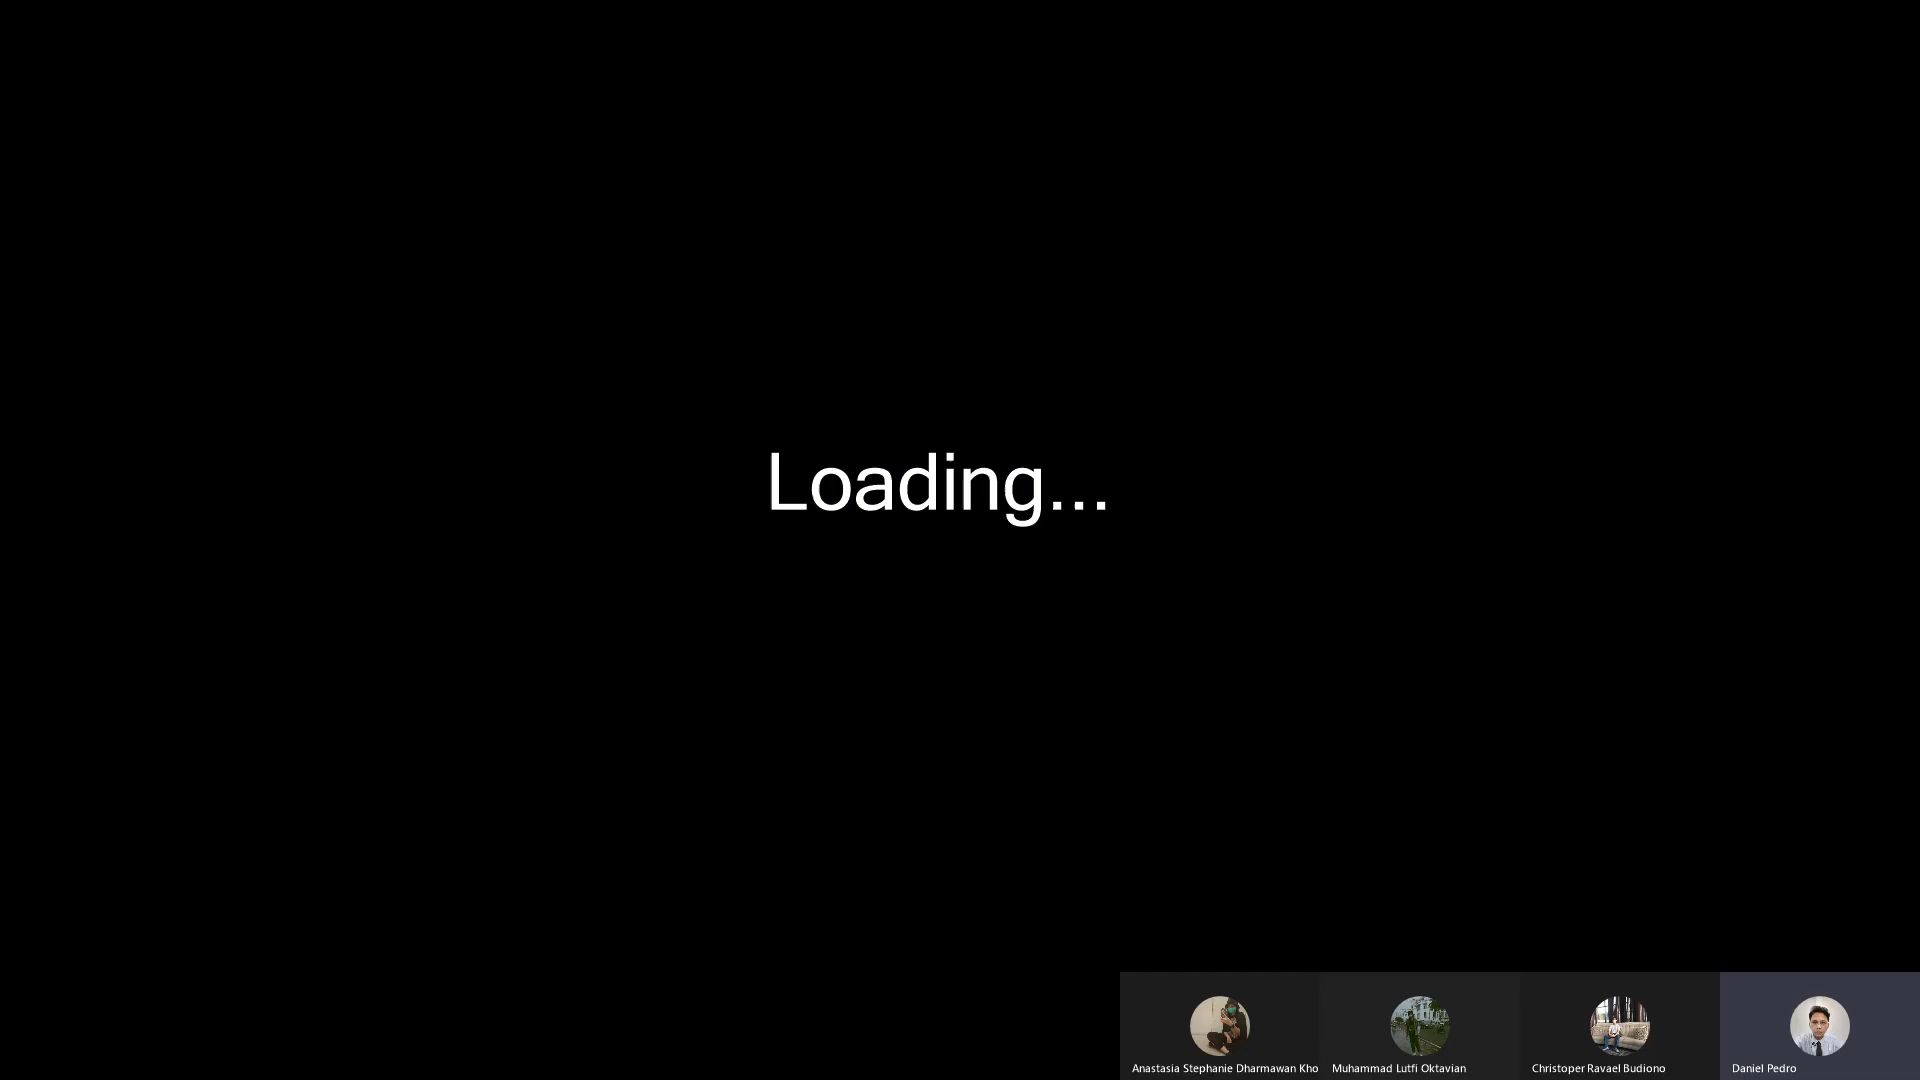 Loading...
Anastasia Stephanie Dharmawan Kho
Muhammad Lutfi Oktavian
Christoper Ravael Budiono
Daniel Pedro